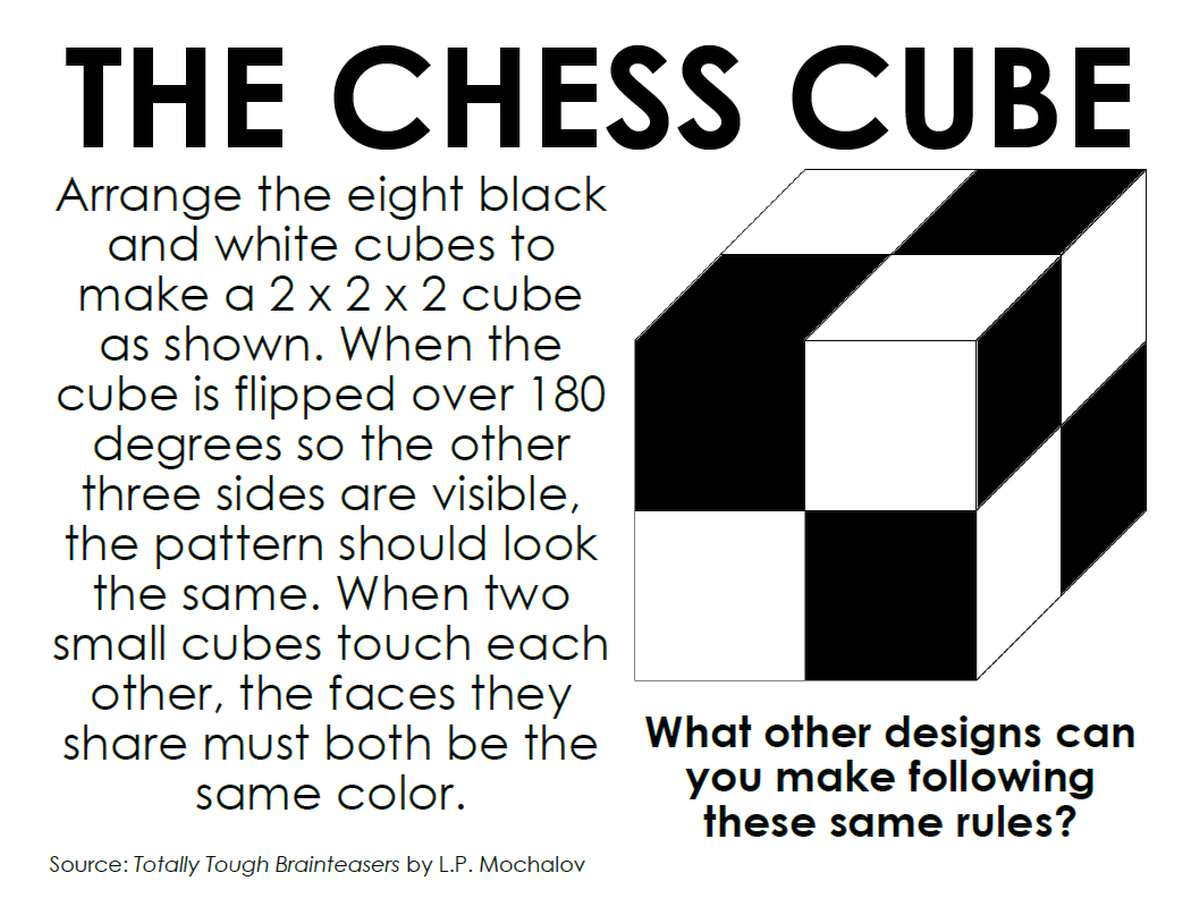 THE CHESS CUBE
Arrange the eight black
and white cubes to
make a 2 x 2 x 2 cube
as shown. When the
cube is flipped over 180
degrees so the other
three sides are visible,
the pattern should look
the same. When two
small cubes touch each
other, the faces they
share must both be the
same color.
What other designs can
you make following
these same rules?
Source: Totally Tough Brainteasers by L.P. Mochalov